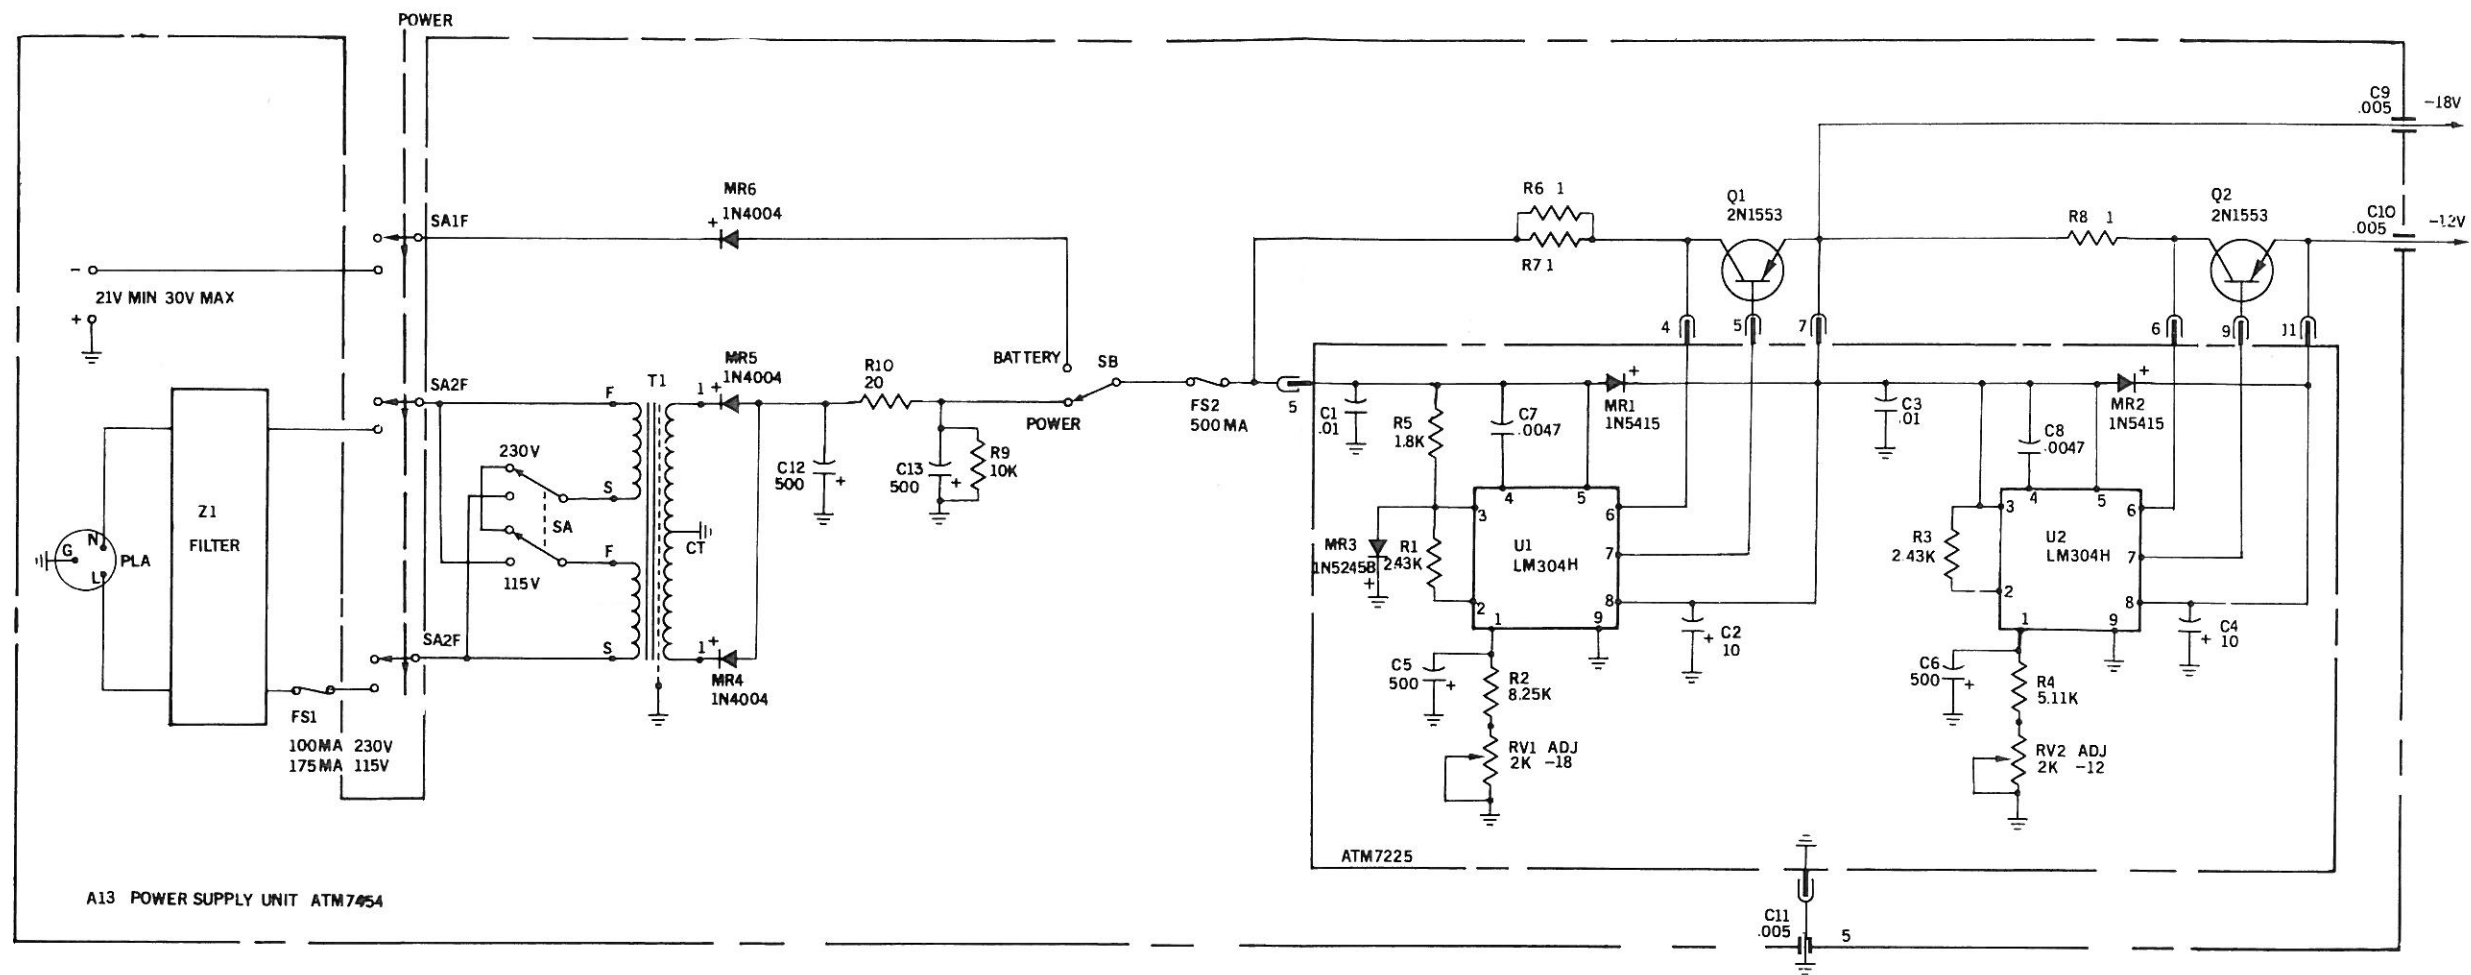 POWER
C9
.005
-18V
MR6
+ 1N4004
SA1F
R6 1
R7 1
Q1
2N1553
R8 1
Q2
2N1553
C10
.005
-12V
-
21V MIN 30V MAX
+
4
5
7
6
9
11
BATTERY
SB
POWER
FS2
500 MA
5
SA2F
F
T1
1
+
MR5
1N4004
R10
20
C12
500
+
C13
500
+
R9
10K
230V
S
SA
F
115V
S
CT
1
+
MR4
1N4004
SA2F
Z1
FILTER
G
N
L
PLA
FS1
100MA 230V
175MA 115V
C1
.01
R5
1.8K
C7
.0047
MR1
1N5415
+
C3
.01
C8
.0047
MR2
1N5415
+
MR3
1N5245B
+
R1
2.43K
3
4
5
6
7
8
9
1
2
U1
LM304H
C2
10
+
R3
2.43K
3
4
5
6
7
8
9
1
2
U2
LM304H
C4
10
+
C5
500
+
R2
8.25K
RV1 ADJ
2K -18
C6
500
+
R4
5.11K
RV2 ADJ
2K -12
ATM7225
A13 POWER SUPPLY UNIT ATM7454
C11
.005
5